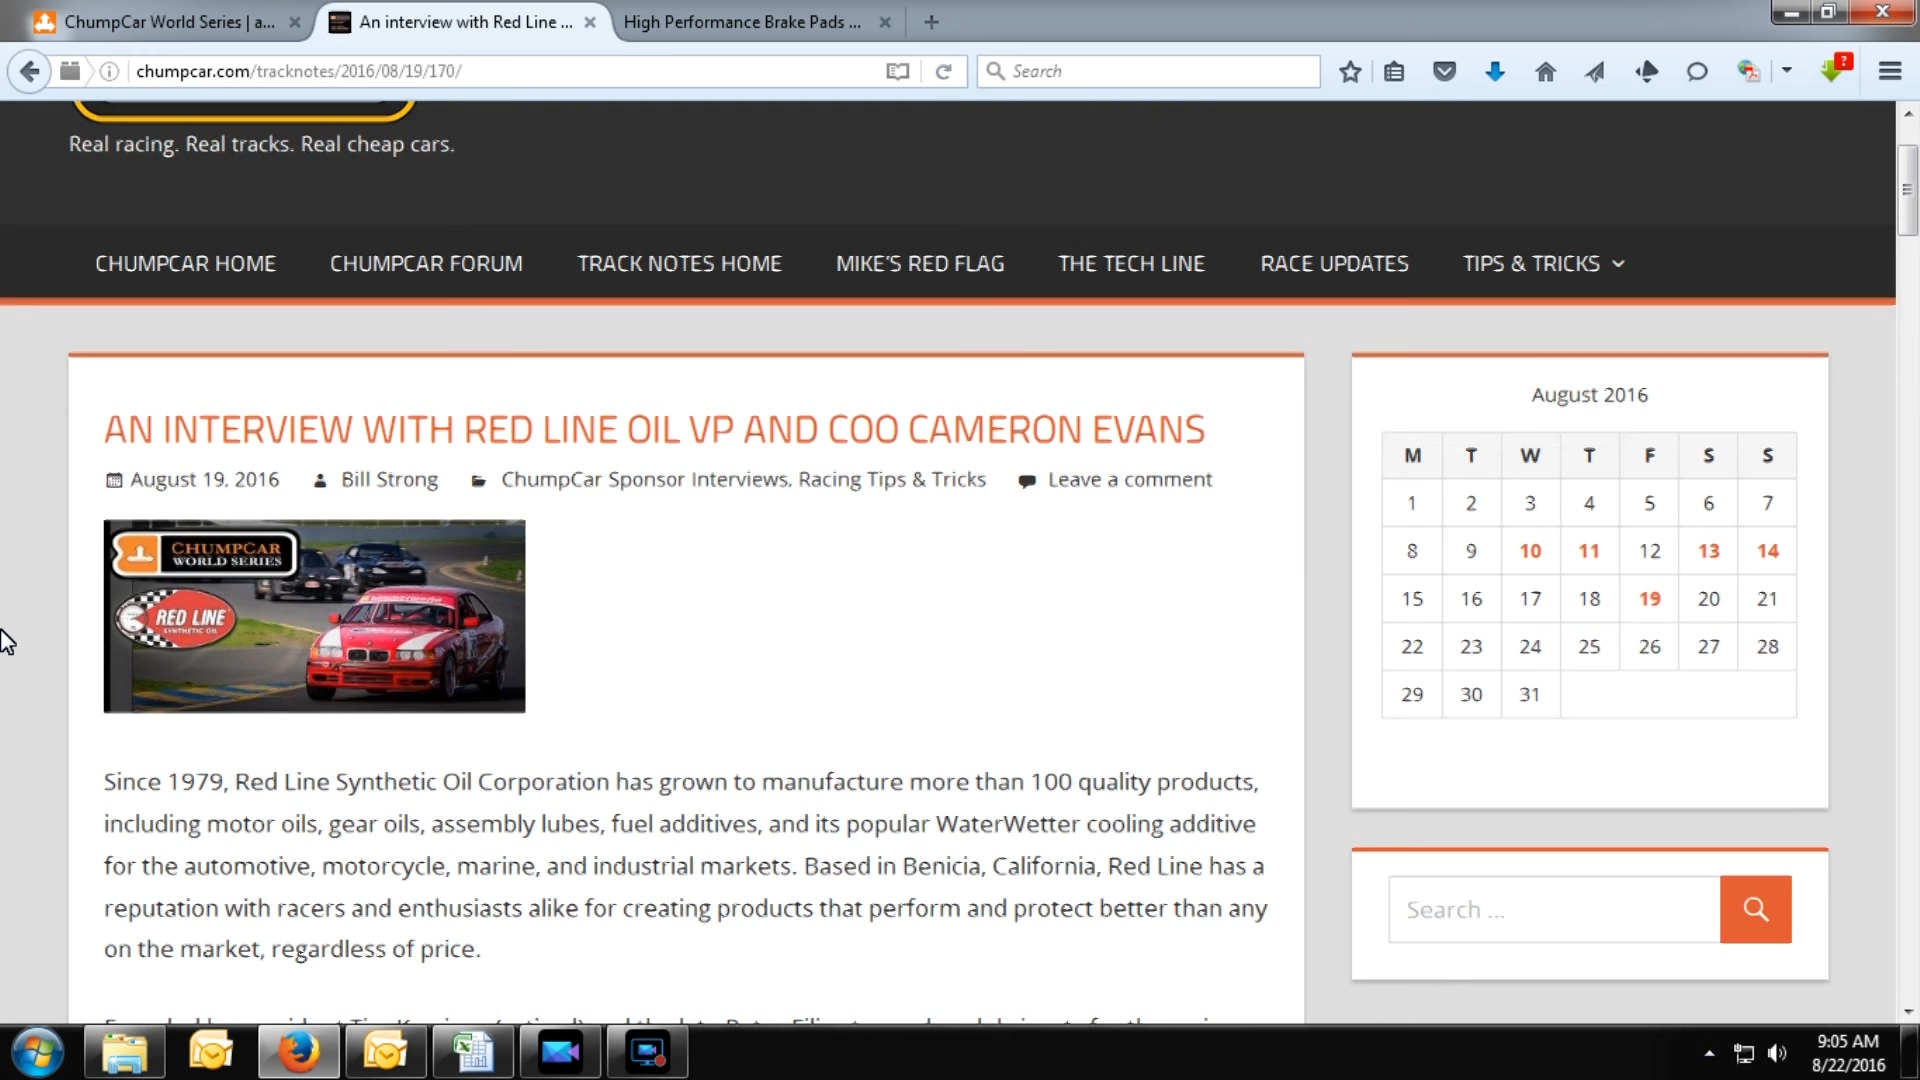 ChumpCar World Series | a...
An interview with Red Line ...
High Performance Brake Pads ...
chumpcar.com/tracknotes/2016/08/19/170/
Search
?
Real racing. Real tracks. Real cheap cars.
CHUMPCAR HOME
CHUMPCAR FORUM
TRACK NOTES HOME
MIKE'S RED FLAG
THE TECH LINE
RACE UPDATES
TIPS & TRICKS
AN INTERVIEW WITH RED LINE OIL VP AND COO CAMERON EVANS
August 19, 2016 Bill Strong ChumpCar Sponsor Interviews, Racing Tips & Tricks Leave a comment
CHUMPCAR
WORLD SERIES
RED LINE
SYNTHETIC OIL
Since 1979, Red Line Synthetic Oil Corporation has grown to manufacture more than 100 quality products,
including motor oils, gear oils, assembly lubes, fuel additives, and its popular WaterWetter cooling additive
for the automotive, motorcycle, marine, and industrial markets. Based in Benicia, California, Red Line has a
reputation with racers and enthusiasts alike for creating products that perform and protect better than any
on the market, regardless of price.
August 2016
M T W T F S S
1 2 3 4 5 6 7
8 9 10 11 12 13 14
15 16 17 18 19 20 21
22 23 24 25 26 27 28
29 30 31
Search ...
9:05 AM
8/22/2016